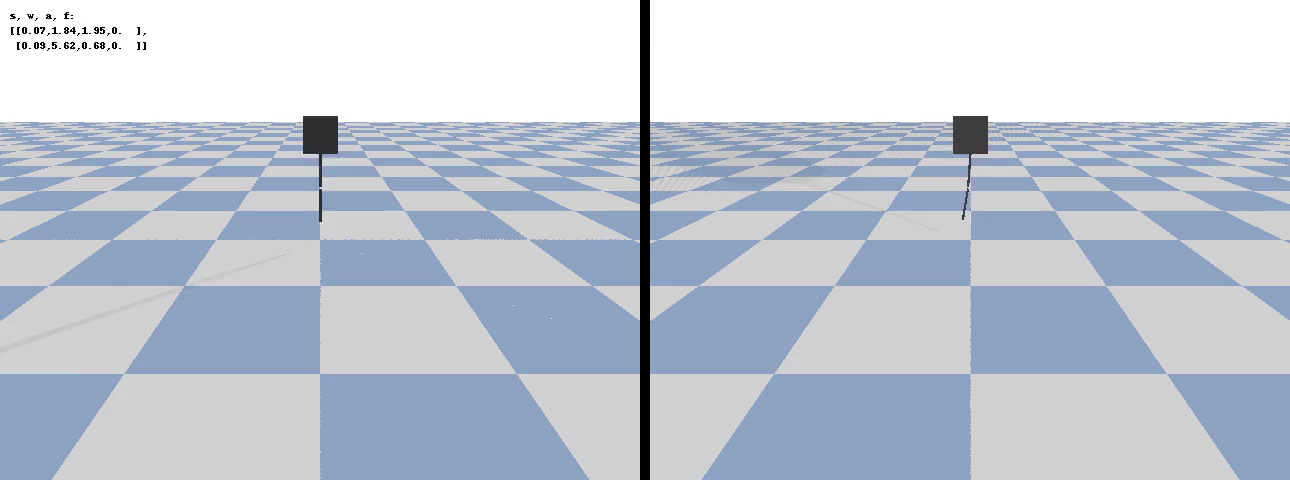 s, w, a, f:
[[0.07,1.84,1.95,0.  ],
 [0.09,5.62,0.68,0.  ]]